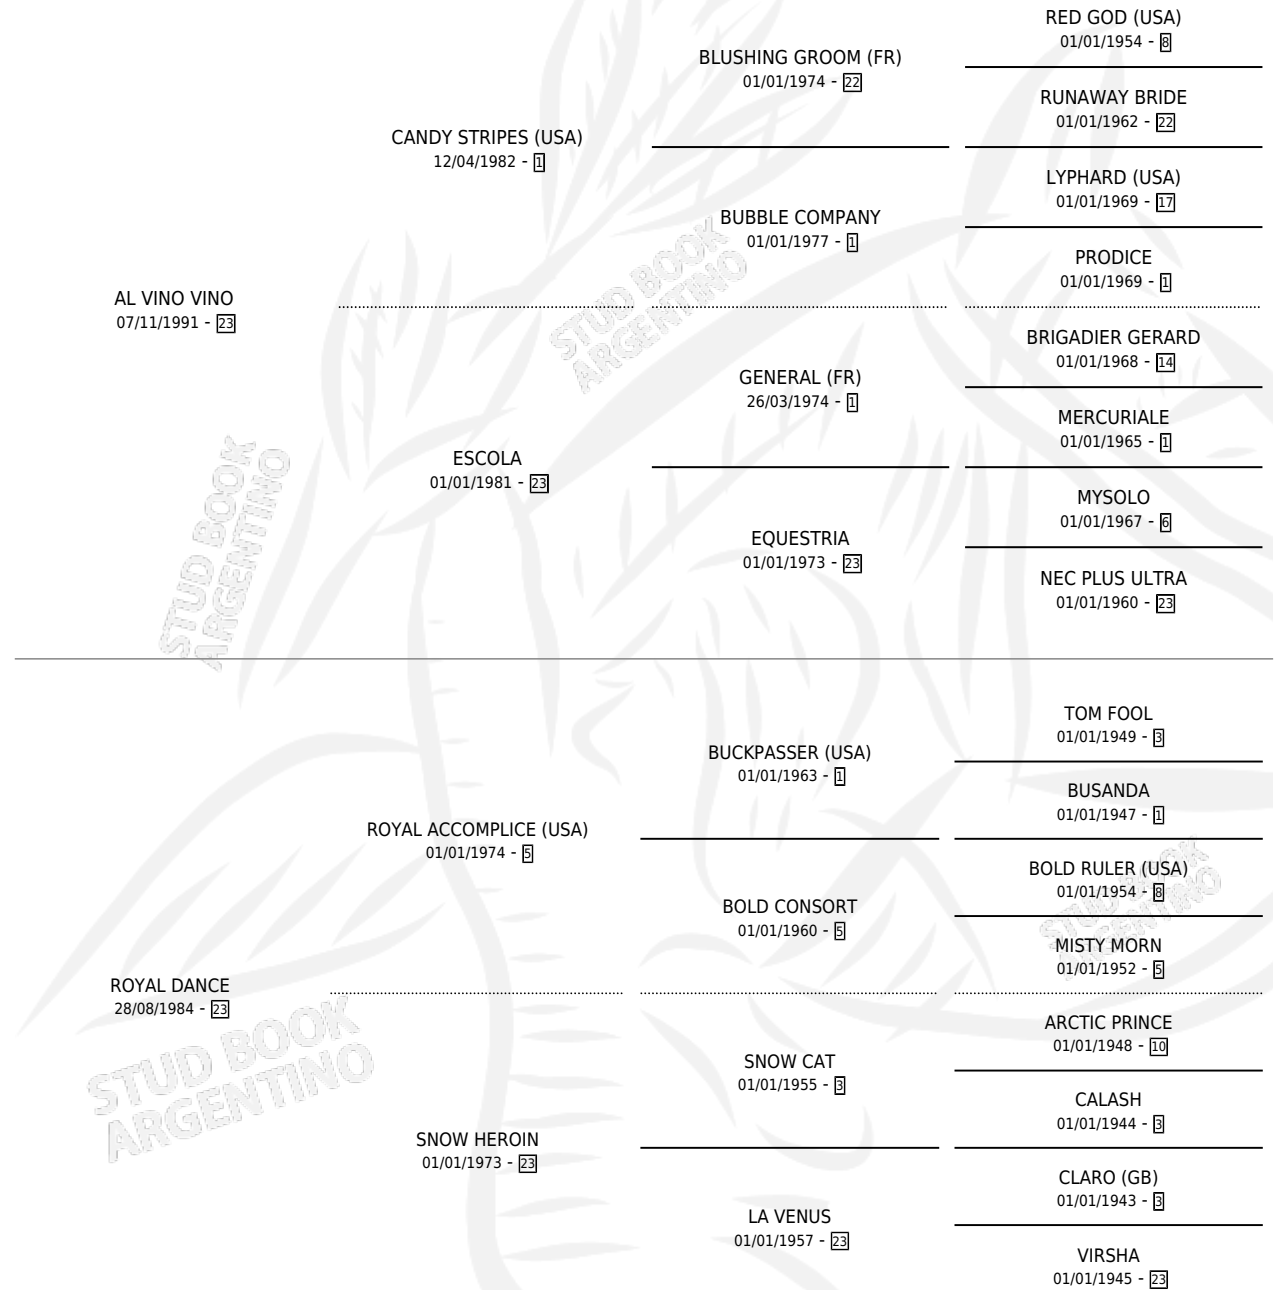 RED GOD (USA)
01/01/1954 - 8
BLUSHING GROOM (FR)
01/01/1974 - 22
RUNAWAY BRIDE
01/01/1962 - 22
CANDY STRIPES (USA)
12/04/1982 - 1
LYPHARD (USA)
01/01/1969 - 17
BUBBLE COMPANY
01/01/1977 - 1
PRODICE
01/01/1969 - 1
AL VINO VINO
07/11/1991 - 23
STUD BOOK
ARGENTINO
BRIGADIER GERARD
01/01/1968 - 14
GENERAL (FR)
26/03/1974 - 1
MERCURIALE
01/01/1965 - 1
ESCOLA
01/01/1981 - 23
MYSOLO
01/01/1967 - 6
EQUESTRIA
01/01/1973 - 23
NEC PLUS ULTRA
01/01/1960 - 23
STUD BOOK
ARGENTINO
TOM FOOL
01/01/1949 - 3
BUCKPASSER (USA)
01/01/1963 - 1
BUSANDA
01/01/1947 - 1
ROYAL ACCOMPLICE (USA)
01/01/1974 - 5
BOLD RULER (USA)
01/01/1954 - 8
BOLD CONSORT
01/01/1960 - 5
STUD BOOK
ARGENTINO
MISTY MORN
01/01/1952 - 5
ROYAL DANCE
28/08/1984 - 23
ARCTIC PRINCE
01/01/1948 - 10
SNOW CAT
01/01/1955 - 3
STUD BOOK
ARGENTINO
CALASH
01/01/1944 - 3
SNOW HEROIN
01/01/1973 - 23
CLARO (GB)
01/01/1943 - 3
LA VENUS
01/01/1957 - 23
VIRSHA
01/01/1945 - 23